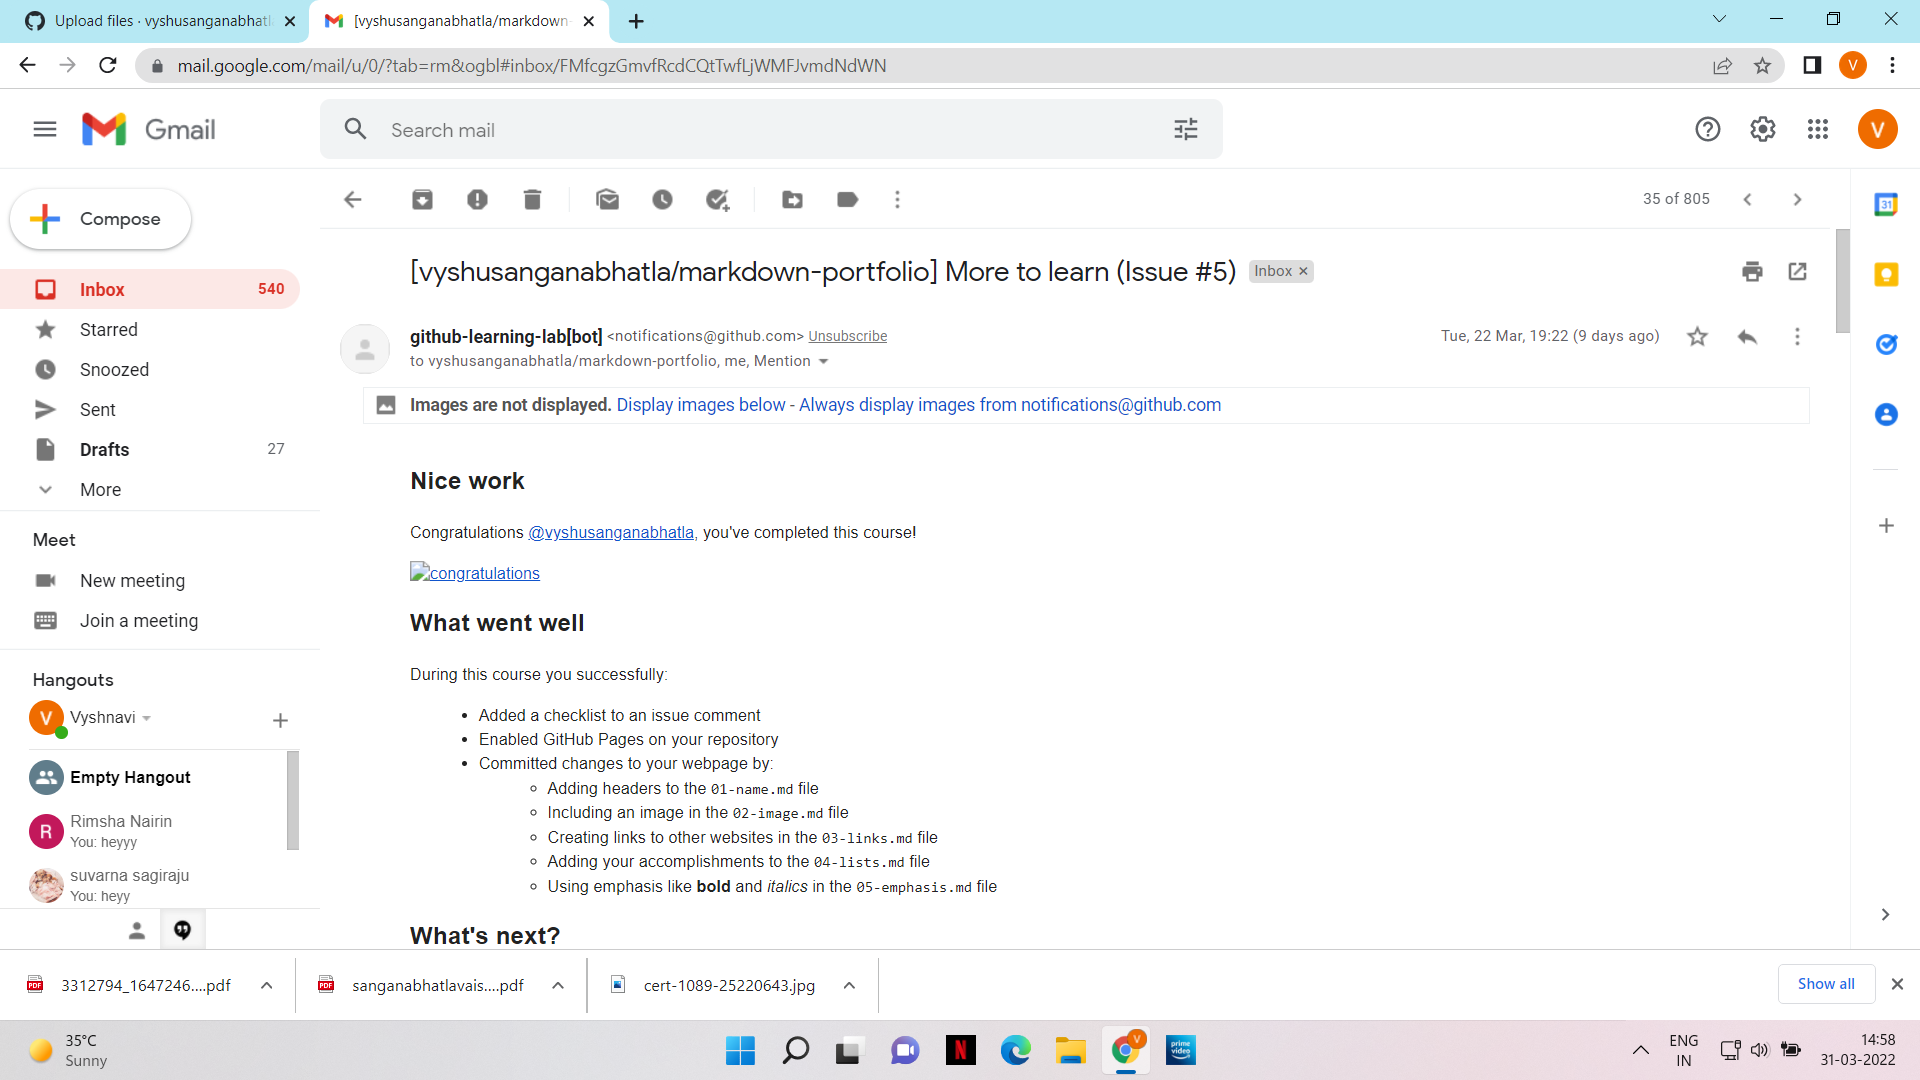 Upload files · vyshusanganabhatl
[vyshusanganabhatla/markdown-
mail.google.com/mail/u/0/?tab=rm&ogbl#inbox/FMfcgzGmvfRcdCQtTwfLjWMFJvmdNdWN
V
Gmail
Search mail
V
Compose
35 of 805
31
Inbox 540
Starred
Snoozed
Sent
Drafts 27
More
Meet
New meeting
Join a meeting
Hangouts
V
Vyshnavi
Empty Hangout
R
Rimsha Nairin
You: heyyy
suvarna sagiraju
You: heyy
[vyshusanganabhatla/markdown-portfolio] More to learn (Issue #5) Inbox ×
github-learning-lab[bot] <notifications@github.com> Unsubscribe
Tue, 22 Mar, 19:22 (9 days ago)
to vyshusanganabhatla/markdown-portfolio, me, Mention
Images are not displayed. Display images below - Always display images from notifications@github.com
Nice work
Congratulations @vyshusanganabhatla, you've completed this course!
congratulations
What went well
During this course you successfully:
• Added a checklist to an issue comment
• Enabled GitHub Pages on your repository
• Committed changes to your webpage by:
◦ Adding headers to the 01-name.md file
◦ Including an image in the 02-image.md file
◦ Creating links to other websites in the 03-links.md file
◦ Adding your accomplishments to the 04-lists.md file
◦ Using emphasis like bold and italics in the 05-emphasis.md file
What's next?
PDF 3312794_1647246....pdf
PDF sanganabhatlavais....pdf
cert-1089-25220643.jpg
Show all
35°C
Sunny
N
V
prime video
ENG
IN
14:58
31-03-2022